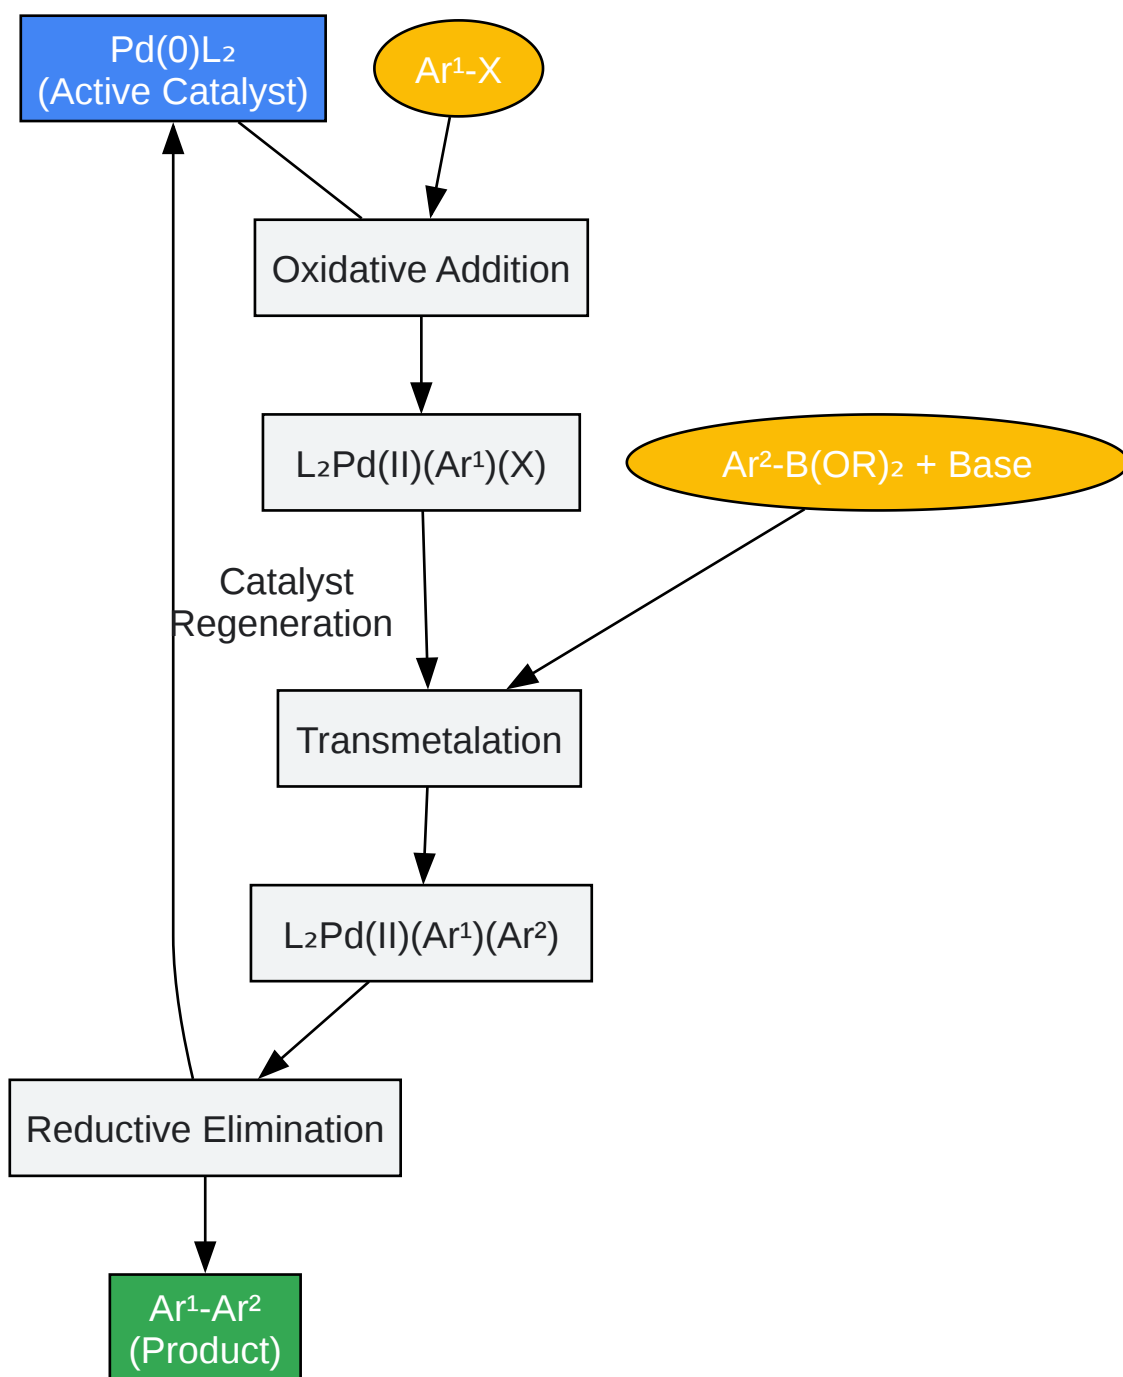 Pd(0)L₂
(Active Catalyst)
Ar¹-X
Oxidative Addition
L₂Pd(II)(Ar¹)(X)
Ar²-B(OR)₂ + Base
Catalyst
Regeneration
Transmetalation
L₂Pd(II)(Ar¹)(Ar²)
Reductive Elimination
Ar¹-Ar²
(Product)